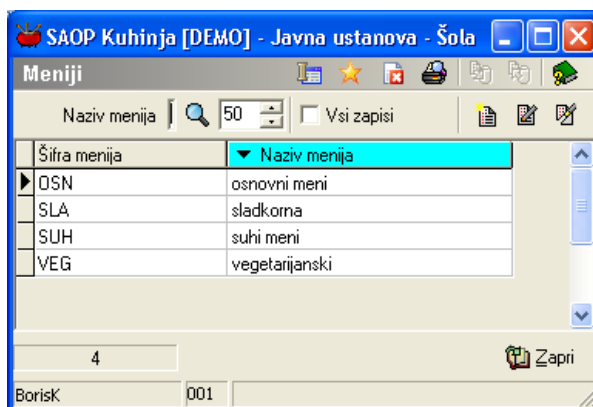 SAOP Kuhinja [DEMO] - Javna ustanova - Šola
Meniji
Naziv menija 50 Vsi zapisi
Šifra menija Naziv menija
OSN osnovni meni
SLA sladkorna
SUH suhi meni
VEG vegetarijanski
4 Zapri
BorisK 001